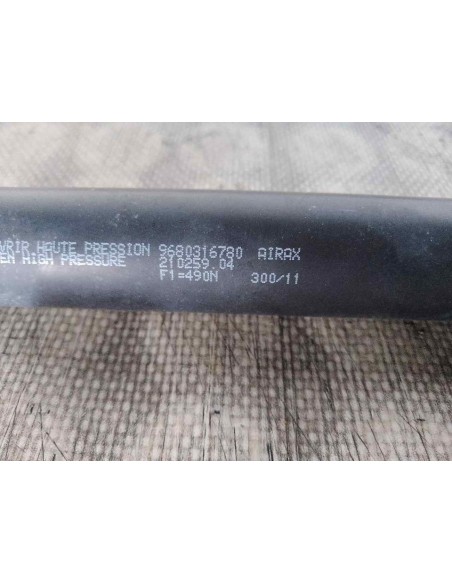 VRIR HAUTE PRESSION 9680316780 AIRAX
EN HIGH PRESSURE 210259.04
F1=490N 300/11